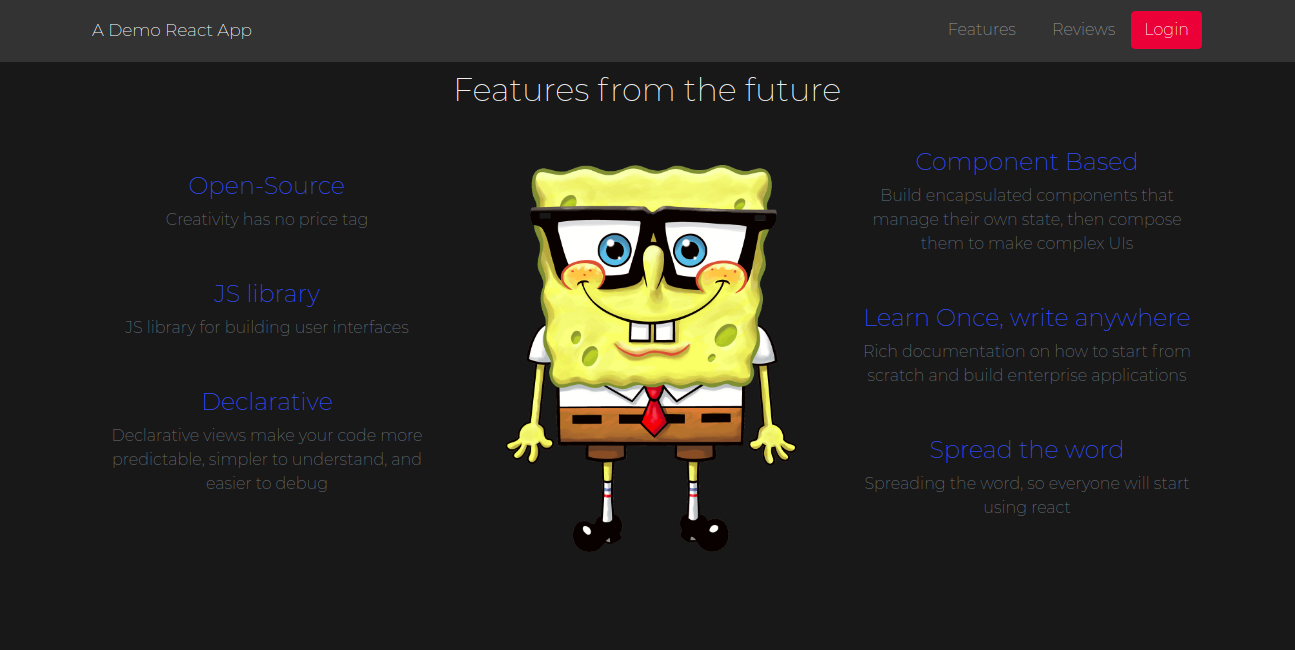 A Demo React App
Features
Reviews
Login
Features from the future
Open-Source
Creativity has no price tag
JS library
JS library for building user interfaces
Declarative
Declarative views make your code more
predictable, simpler to understand, and
easier to debug
Component Based
Build encapsulated components that
manage their own state, then compose
them to make complex UIs
Learn Once, write anywhere
Rich documentation on how to start from
scratch and build enterprise applications
Spread the word
Spreading the word, so everyone will start
using react